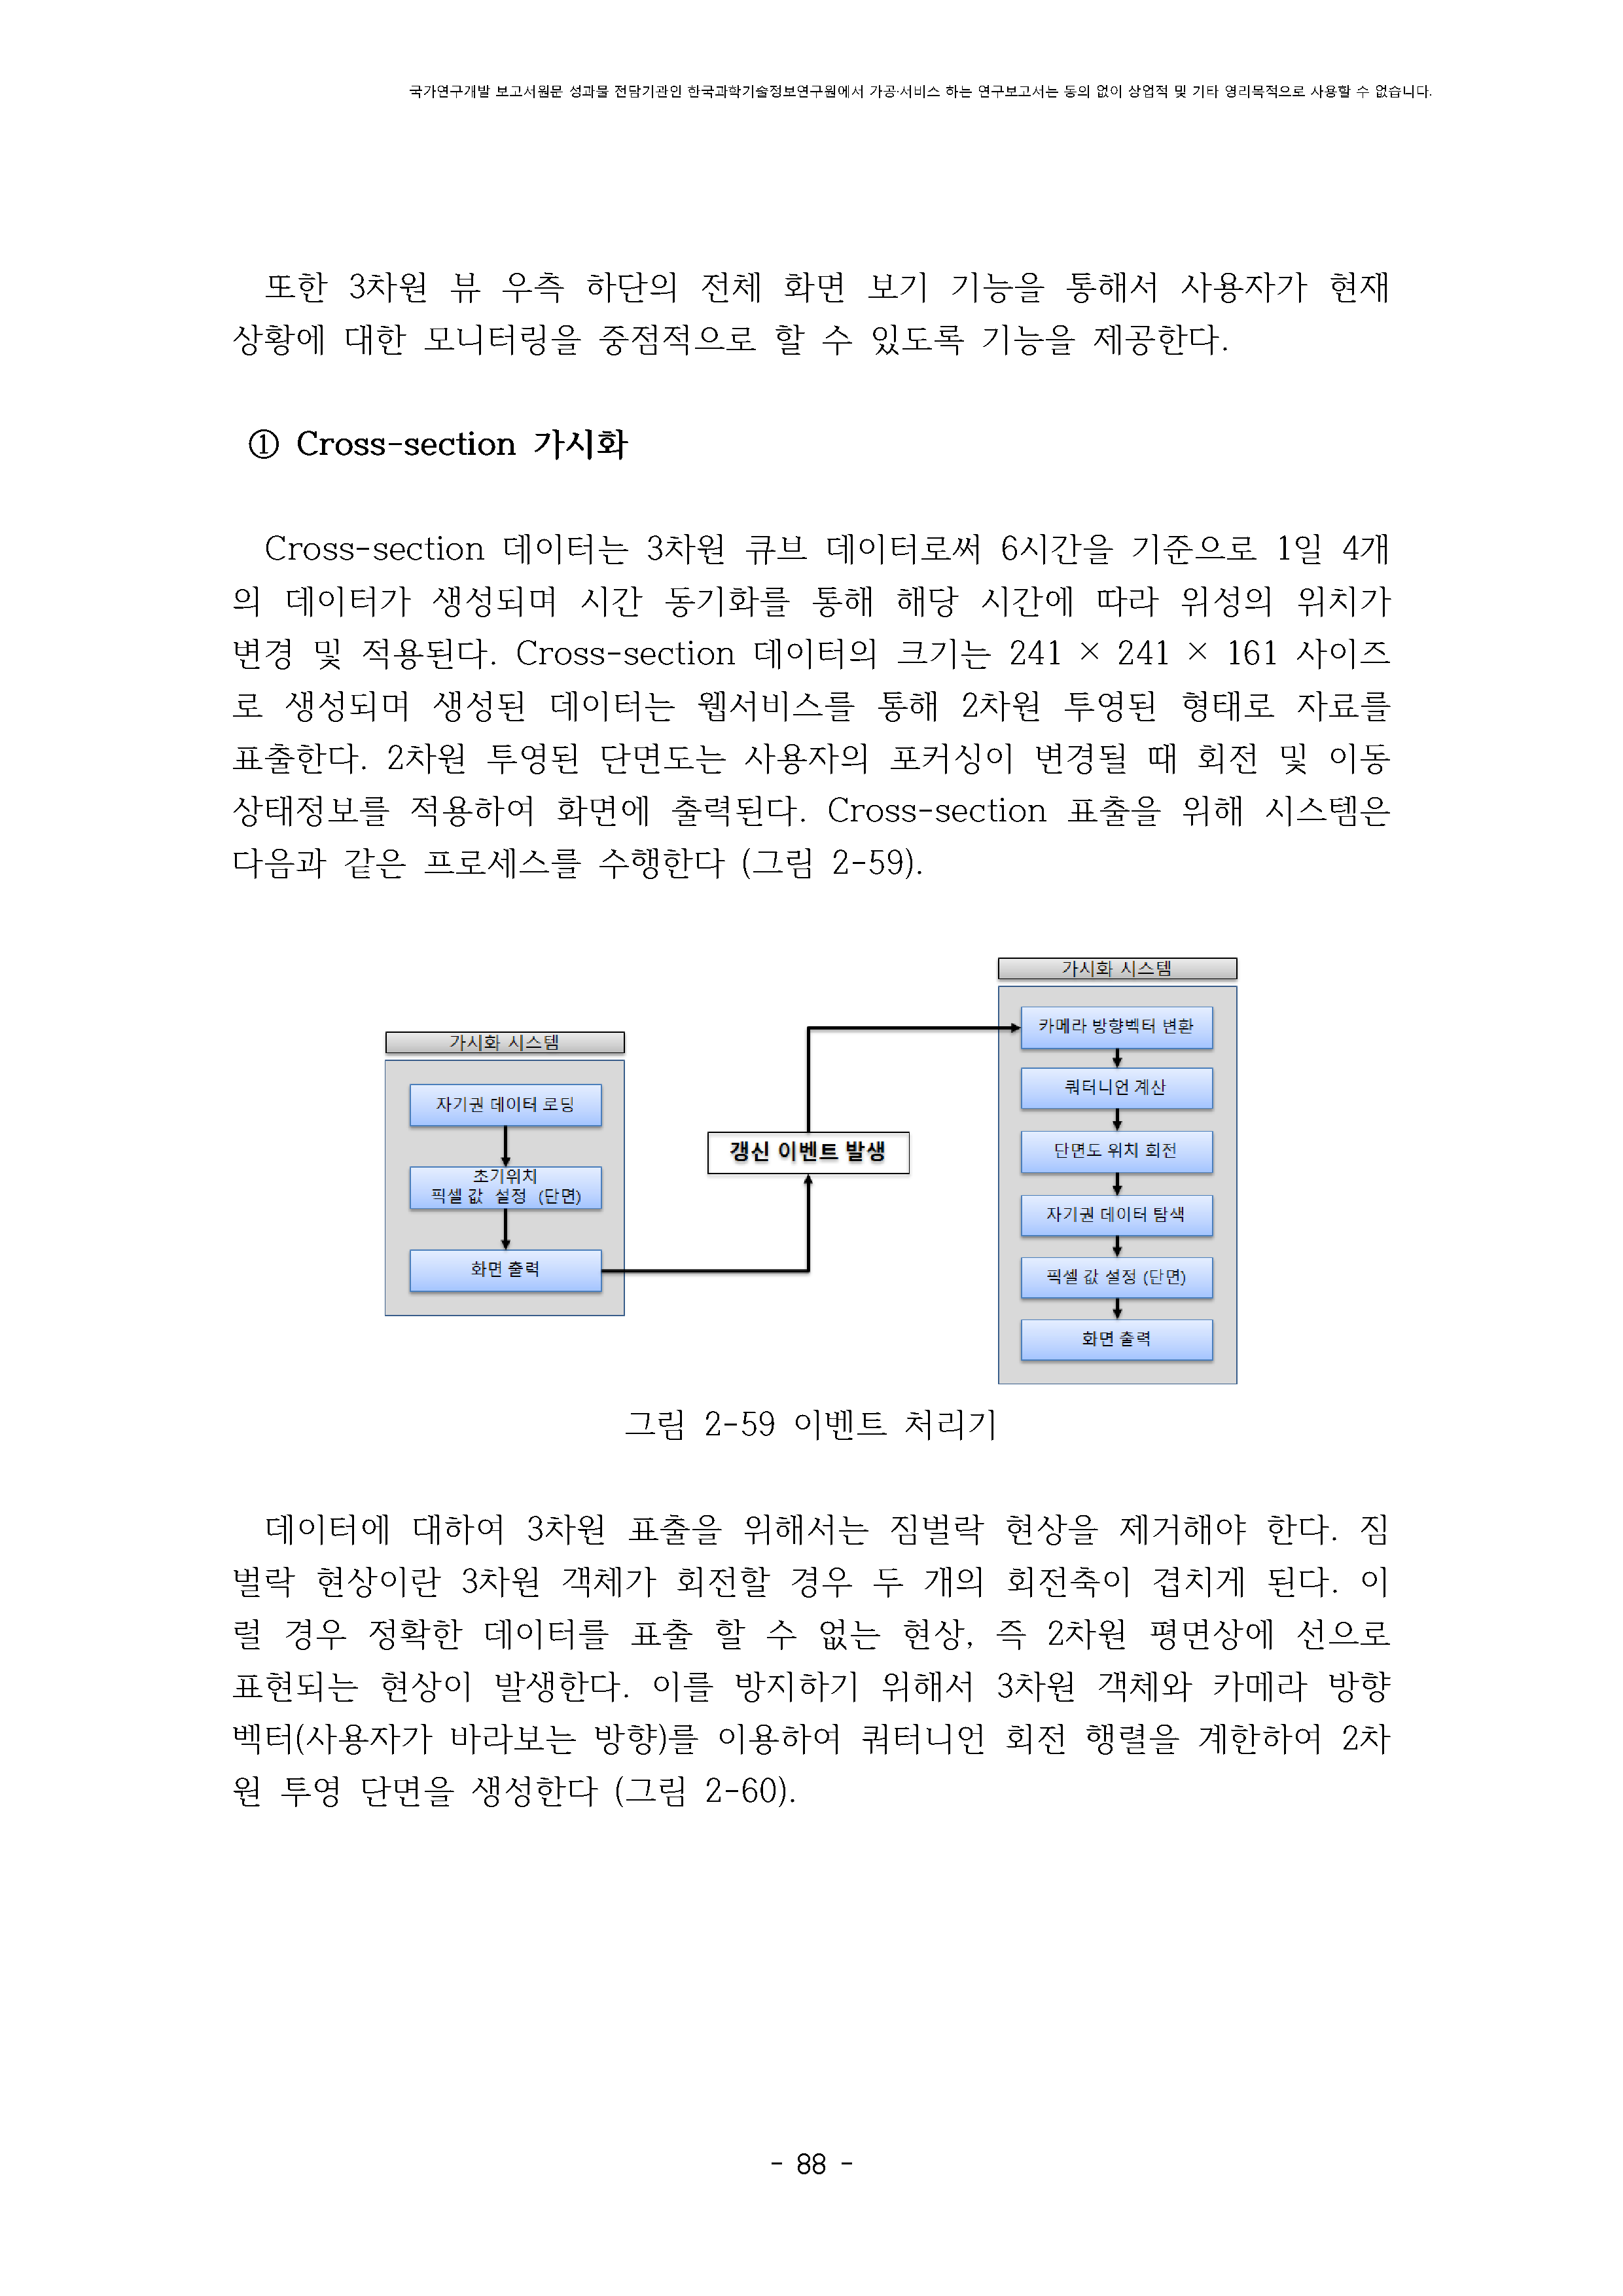 국가연구개발 보고서원문 성과물 전담기관인 한국과학기술정보연구원에서 가공·서비스 하는 연구보고서는 동의 없이 상업적 및 기타 영리목적으로 사용할 수 없습니다.
또한 3차원 뷰 우측 하단의 전체 화면 보기 기능을 통해서 사용자가 현재
상황에 대한 모니터링을 중점적으로 할 수 있도록 기능을 제공한다.
① Cross-section 가시화
Cross-section 데이터는 3차원 큐브 데이터로써 6시간을 기준으로 1일 4개
의 데이터가 생성되며 시간 동기화를 통해 해당 시간에 따라 위성의 위치가
변경 및 적용된다. Cross-section 데이터의 크기는 241 × 241 × 161 사이즈
로 생성되며 생성된 데이터는 웹서비스를 통해 2차원 투영된 형태로 자료를
표출한다. 2차원 투영된 단면도는 사용자의 포커싱이 변경될 때 회전 및 이동
상태정보를 적용하여 화면에 출력된다. Cross-section 표출을 위해 시스템은
다음과 같은 프로세스를 수행한다 (그림 2-59).
가시화 시스템
자기권 데이터 로딩
초기위치
픽셀 값 설정 (단면)
화면 출력
갱신 이벤트 발생
가시화 시스템
카메라 방향벡터 변환
쿼터니언 계산
단면도 위치 회전
자기권 데이터 탐색
픽셀 값 설정 (단면)
화면 출력
그림 2-59 이벤트 처리기
데이터에 대하여 3차원 표출을 위해서는 짐벌락 현상을 제거해야 한다. 짐
벌락 현상이란 3차원 객체가 회전할 경우 두 개의 회전축이 겹치게 된다. 이
럴 경우 정확한 데이터를 표출 할 수 없는 현상, 즉 2차원 평면상에 선으로
표현되는 현상이 발생한다. 이를 방지하기 위해서 3차원 객체와 카메라 방향
벡터(사용자가 바라보는 방향)를 이용하여 쿼터니언 회전 행렬을 계한하여 2차
원 투영 단면을 생성한다 (그림 2-60).
- 88 -